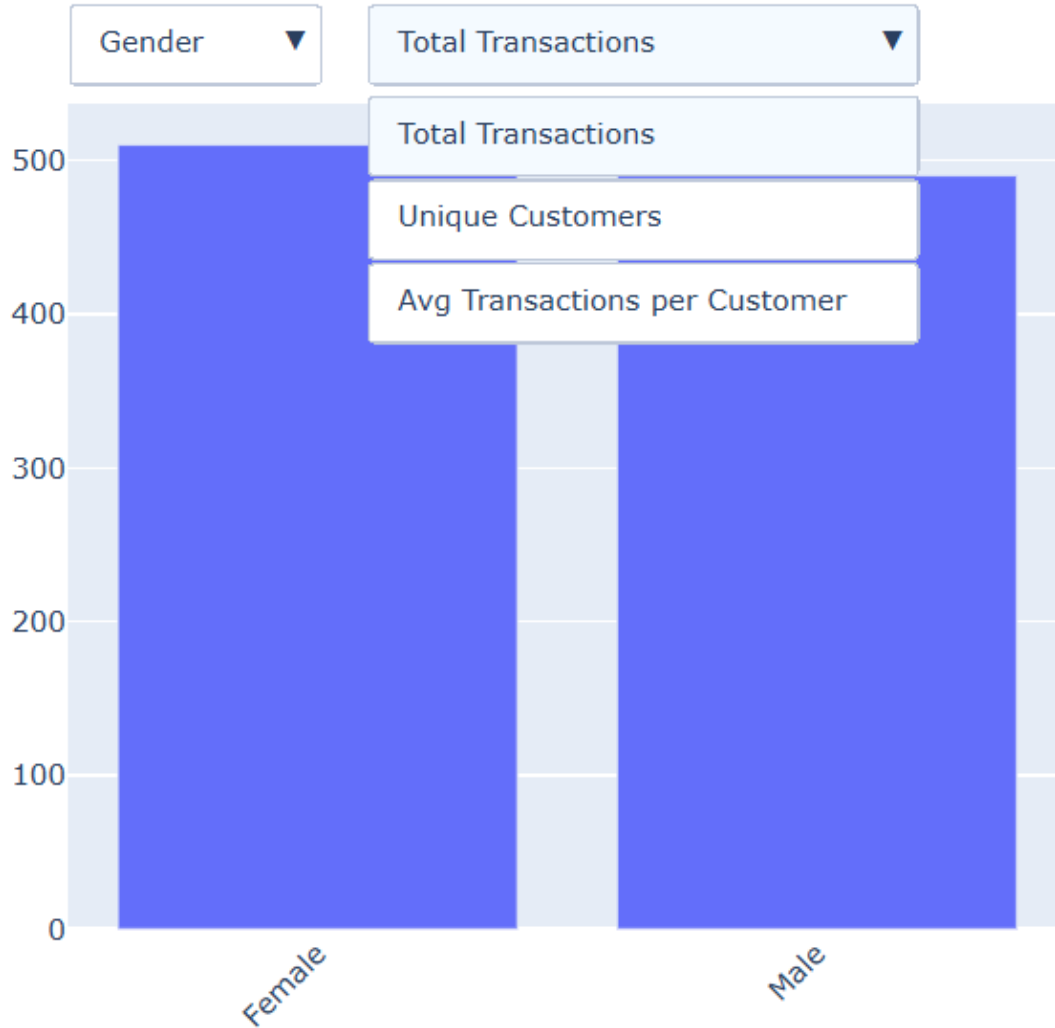 Gender ▼
Total Transactions ▼
Total Transactions
Unique Customers
Avg Transactions per Customer
500
400
300
200
100
0
Female
Male